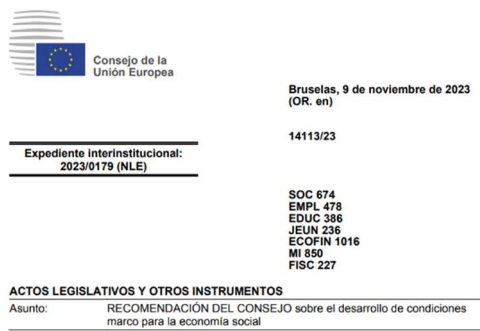 Consejo de la
Unión Europea
Bruselas, 9 de noviembre de 2023
(OR. en)
14113/23
Expediente interinstitucional:
2023/0179 (NLE)
SOC 674
EMPL 478
EDUC 386
JEUN 236
ECOFIN 1016
MI 850
FISC 227
ACTOS LEGISLATIVOS Y OTROS INSTRUMENTOS
Asunto: RECOMENDACIÓN DEL CONSEJO sobre el desarrollo de condiciones
marco para la economía social